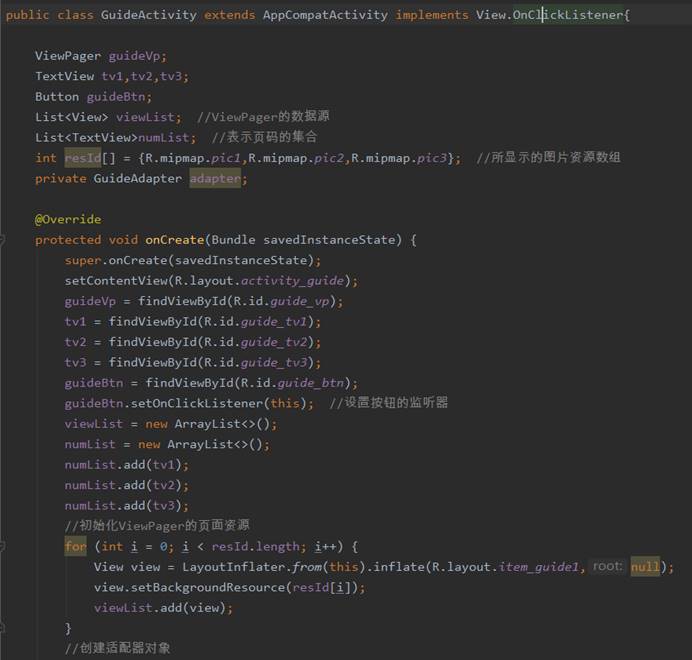 public class GuideActivity extends AppCompatActivity implements View.OnClickListener{
ViewPager guideVp;
TextView tv1,tv2,tv3;
Button guideBtn;
List<View> viewList;  //ViewPager的数据源
List<TextView>numList;  //表示页码的集合
int resId[] = {R.mipmap.pic1,R.mipmap.pic2,R.mipmap.pic3};  //所显示的图片资源数组
private GuideAdapter adapter;
@Override
protected void onCreate(Bundle savedInstanceState) {
super.onCreate(savedInstanceState);
setContentView(R.layout.activity_guide);
guideVp = findViewById(R.id.guide_vp);
tv1 = findViewById(R.id.guide_tv1);
tv2 = findViewById(R.id.guide_tv2);
tv3 = findViewById(R.id.guide_tv3);
guideBtn = findViewById(R.id.guide_btn);
guideBtn.setOnClickListener(this);  //设置按钮的监听器
viewList = new ArrayList<>();
numList = new ArrayList<>();
numList.add(tv1);
numList.add(tv2);
numList.add(tv3);
//初始化ViewPager的页面资源
for (int i = 0; i < resId.length; i++) {
View view = LayoutInflater.from(this).inflate(R.layout.item_guide1, root: null);
view.setBackgroundResource(resId[i]);
viewList.add(view);
}
//创建适配器对象